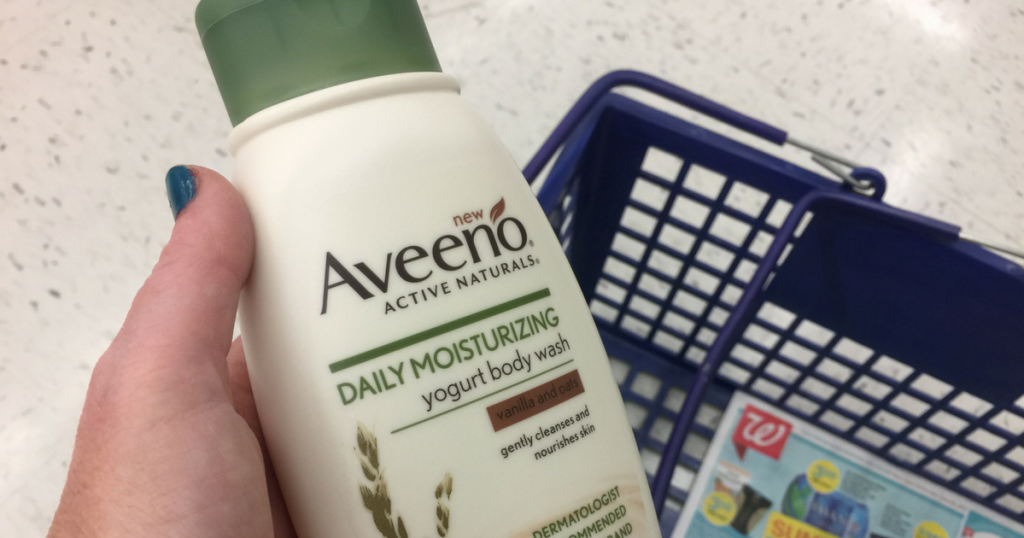 new
Aveeno®
ACTIVE NATURALS®
DAILY MOISTURIZING
yogurt body wash
vanilla and oats
gently cleanses and
nourishes skin
DERMATOLOGIST
W